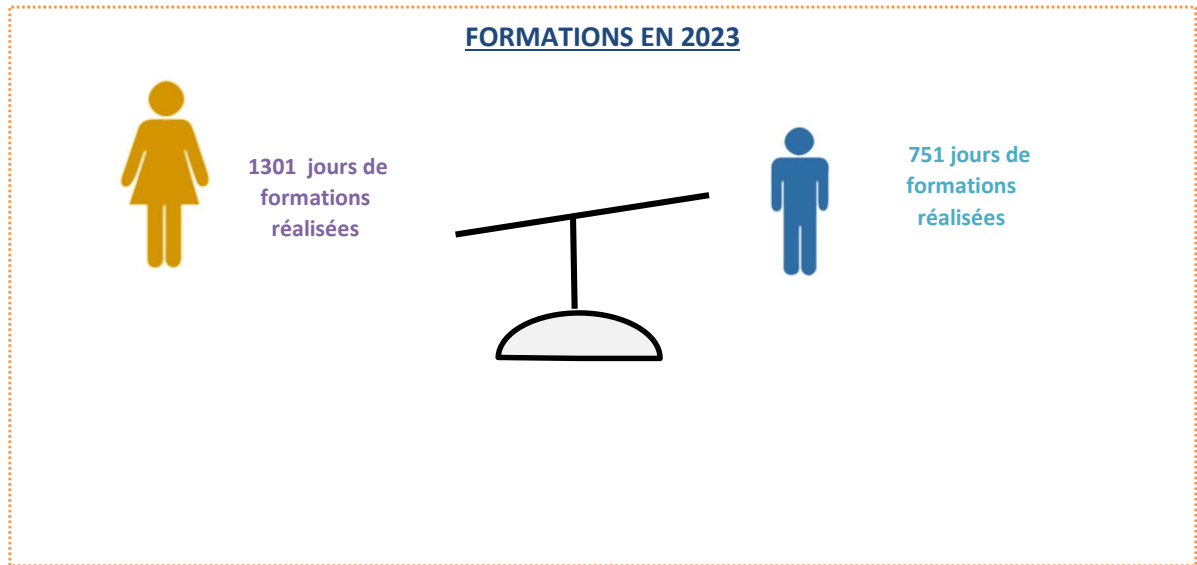 FORMATIONS EN 2023
1301 jours de
formations
réalisées
751 jours de
formations
réalisées